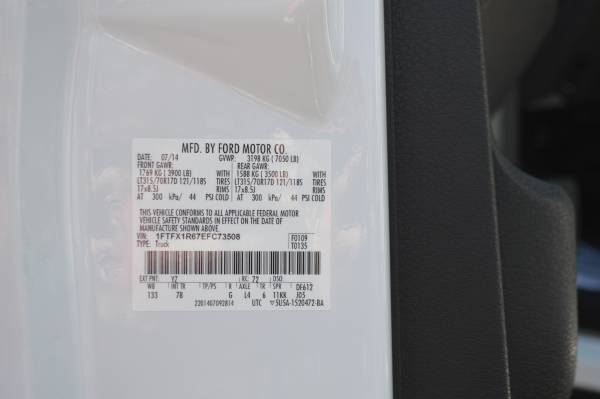 MFD. BY FORD MOTOR CO.
DATE: 07/14 GVWR: 3198 KG ( 7050 LB)
FRONT GAWR: REAR GAWR:
1769 KG ( 3900 LB) WITH 1588 KG ( 3500 LB) WITH
LT315/70R17D 121/118S TIRES LT315/70R17D 121/118S TIRES
17x8.5J RIMS 17x8.5J RIMS
AT 300 kPa/ 44 PSI COLD AT 300 kPa/ 44 PSI COLD
THIS VEHICLE CONFORMS TO ALL APPLICABLE FEDERAL MOTOR
VEHICLE SAFETY STANDARDS IN EFFECT ON THE DATE OF
MANUFACTURE SHOWN ABOVE.
VIN: 1FTFX1R67EFC73508 F0109
TYPE: Truck T0135
EXT PNT: YZ RC: 72 DSO:
WB INT TR TP/PS R AXLE TR SPR DF612
133 78 G L4 6 11KK J05
2201407092814 UTC 5U5A-1520472-BA